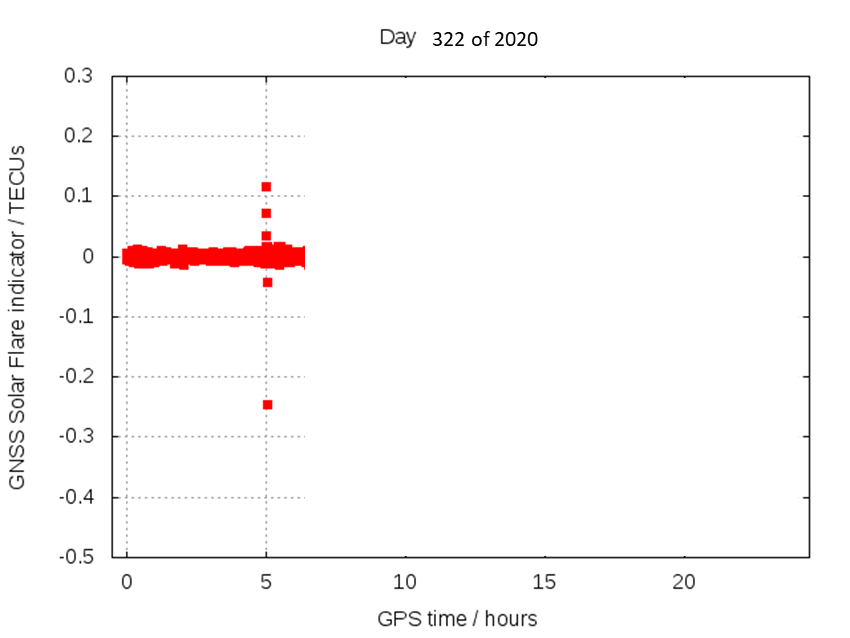 Day 322 of 2020
GNSS Solar Flare indicator / TECUs
0.3
0.2
0.1
0
-0.1
-0.2
-0.3
-0.4
-0.5
0 5 10 15 20
GPS time / hours